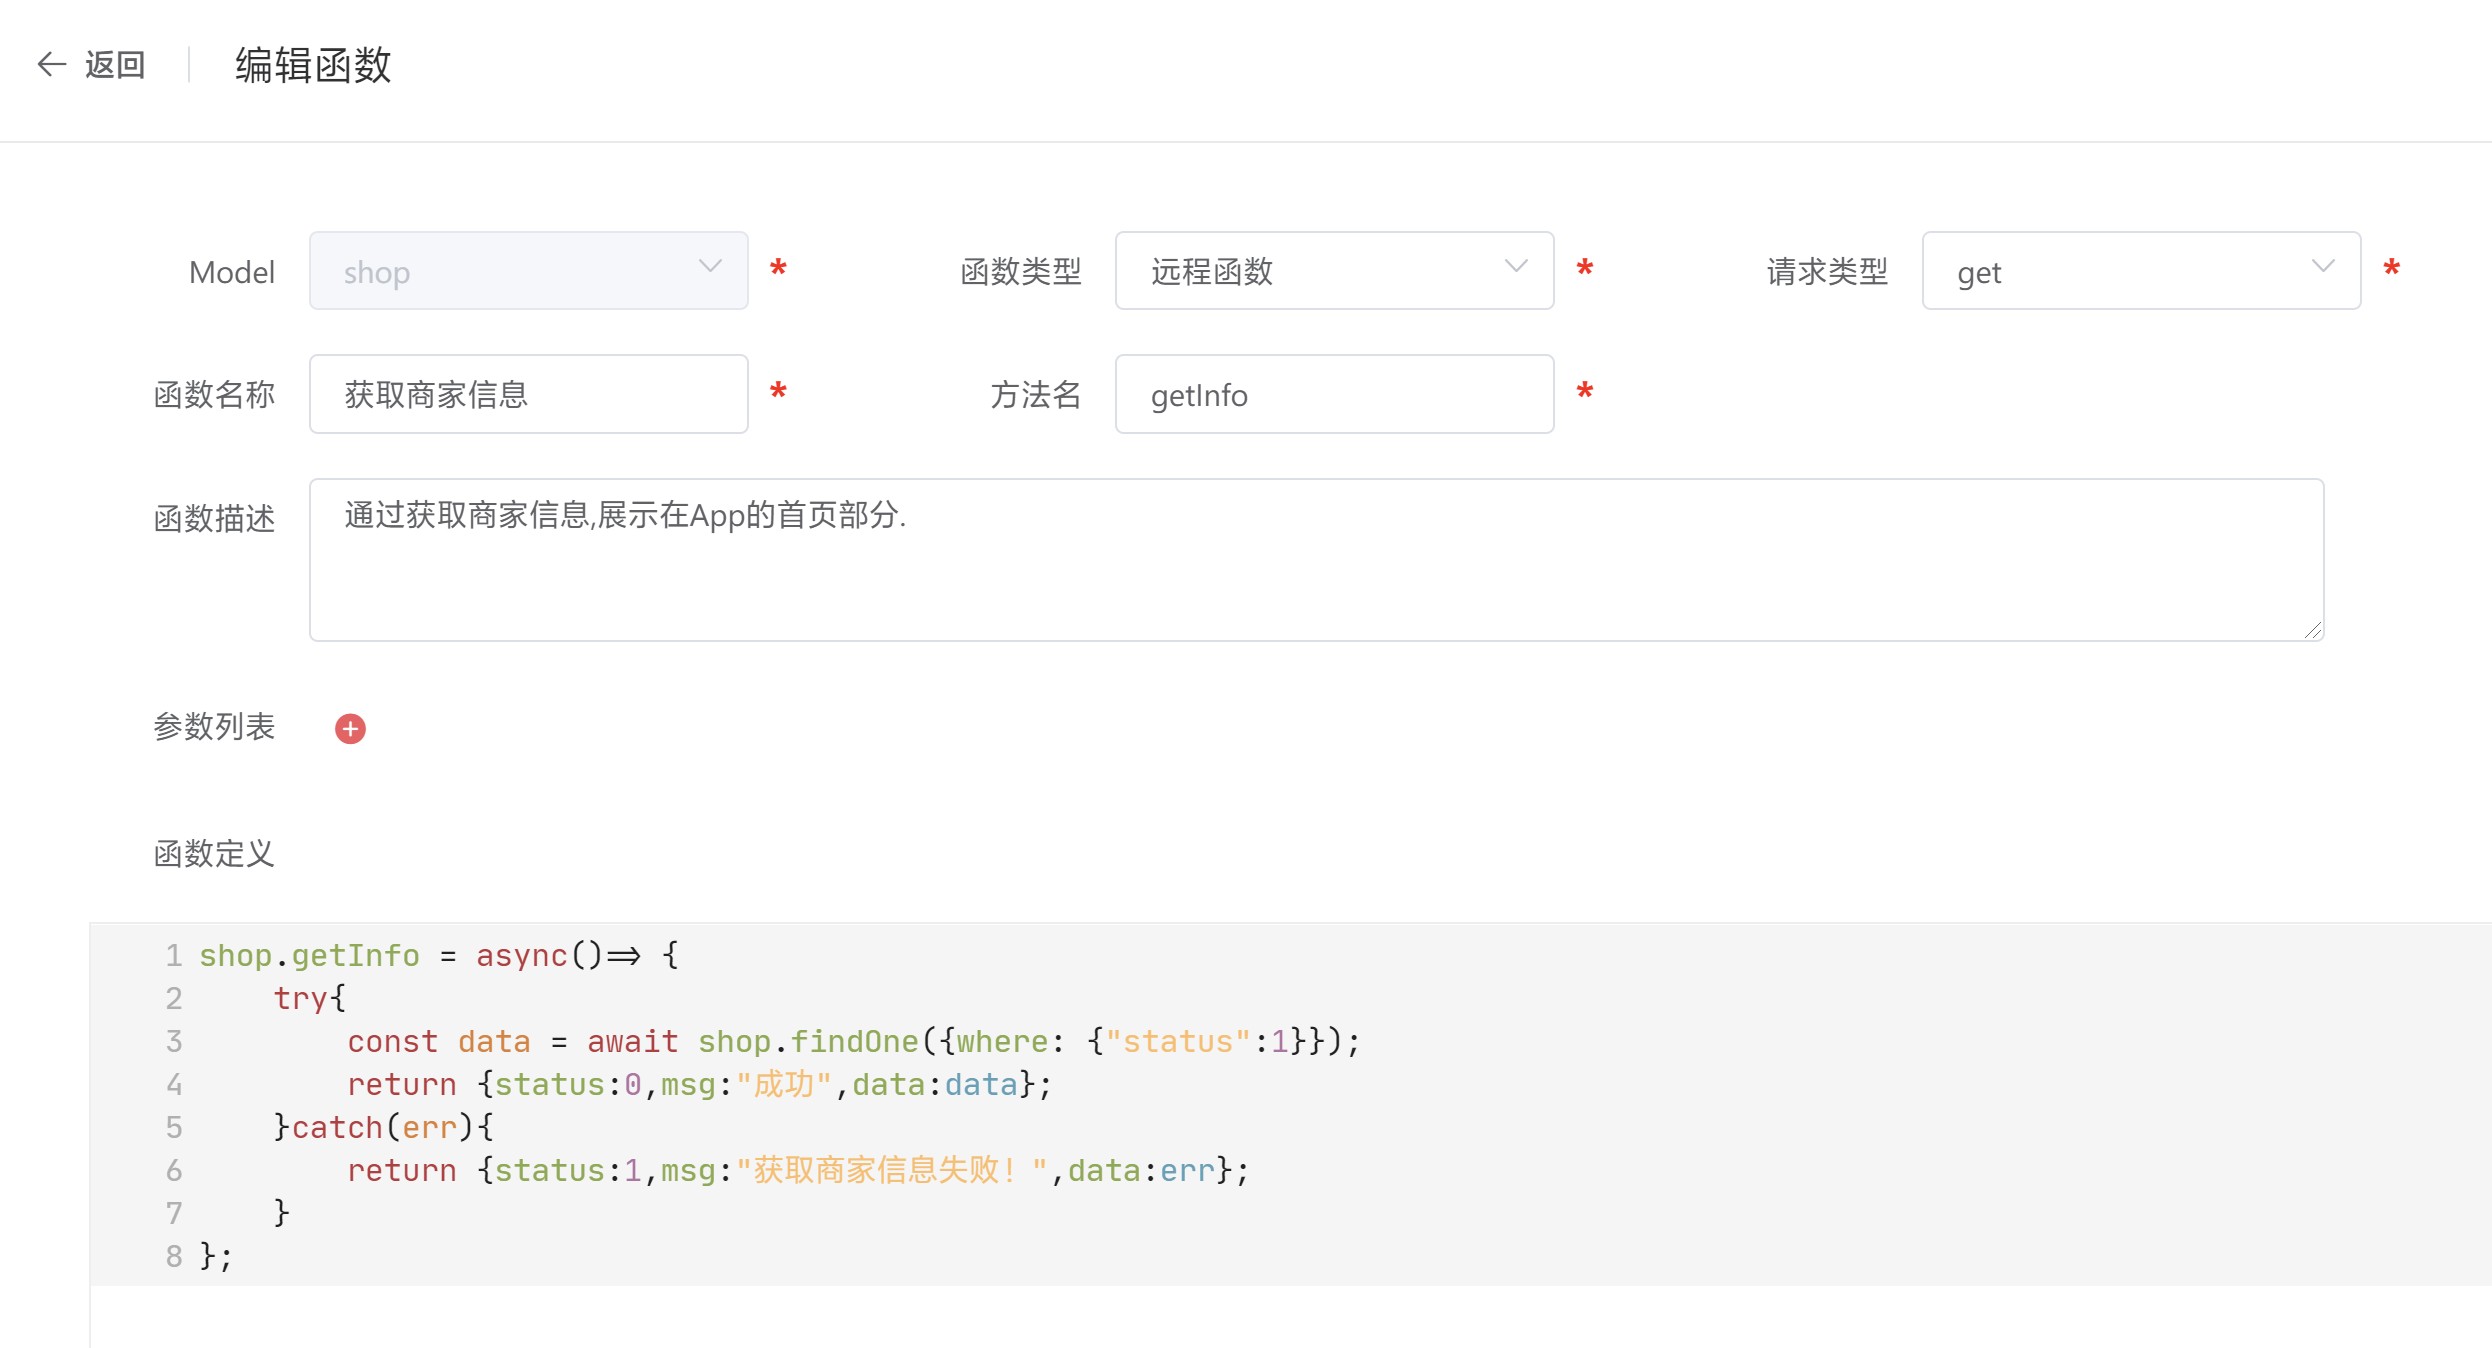 返回 编辑函数
Model shop * 函数类型 远程函数 * 请求类型 get *
函数名称 获取商家信息 * 方法名 getInfo *
函数描述 通过获取商家信息,展示在App的首页部分.
参数列表
函数定义
1 shop.getInfo = async()=> {
2     try{
3         const data = await shop.findOne({where: {"status":1}});
4         return {status:0,msg:"成功",data:data};
5     }catch(err){
6         return {status:1,msg:"获取商家信息失败！",data:err};
7     }
8 };